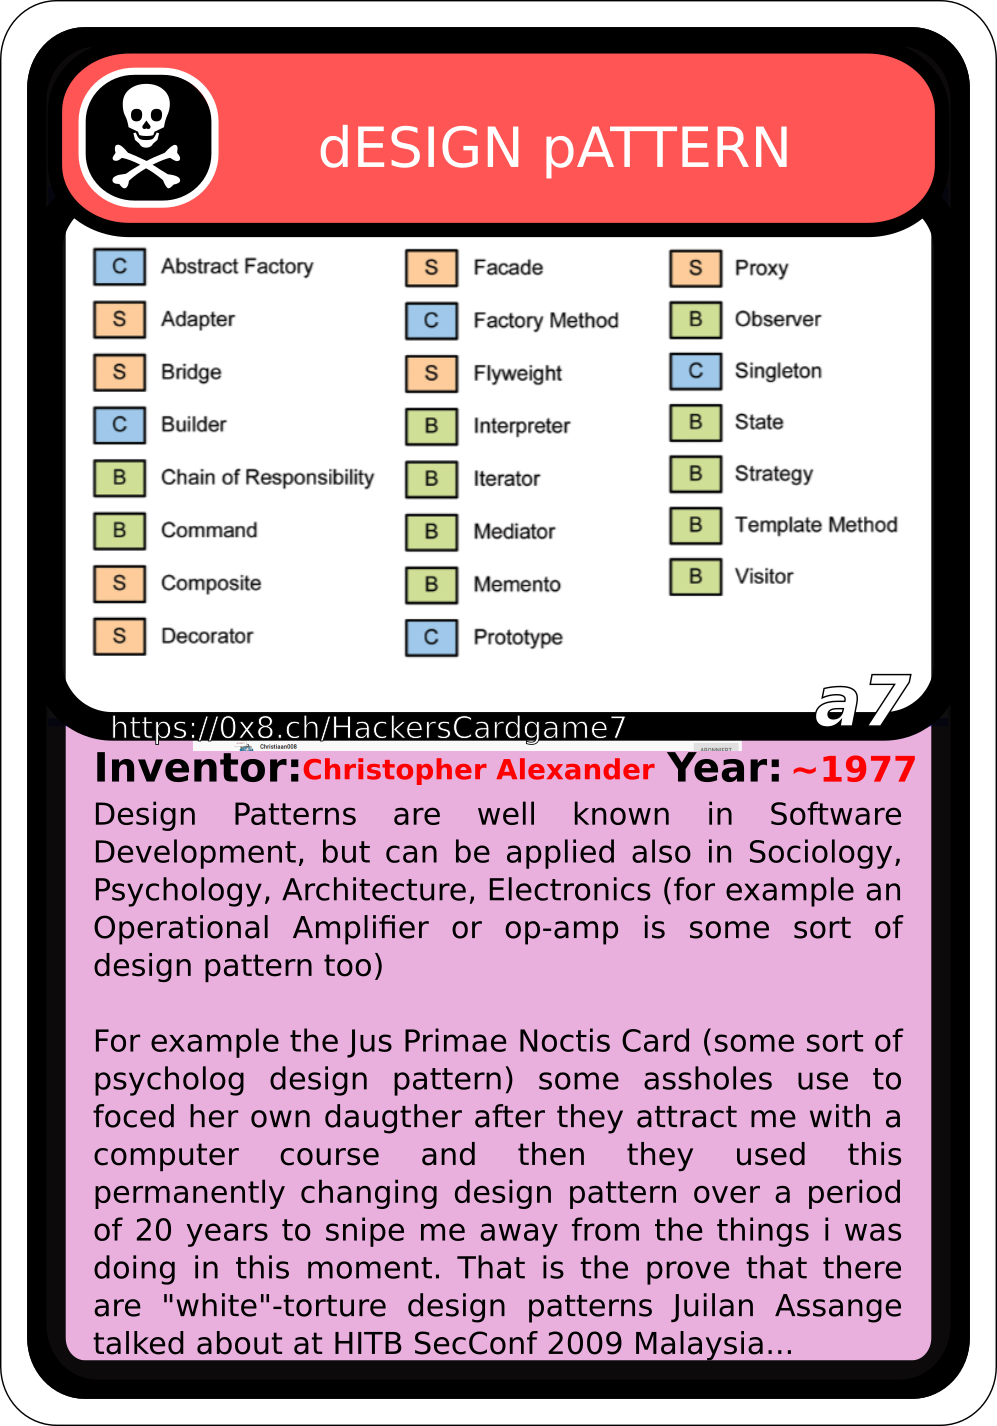 dESIGN pATTERN
C Abstract Factory
S Adapter
S Bridge
C Builder
B Chain of Responsibility
B Command
S Composite
S Decorator
S Facade
C Factory Method
S Flyweight
B Interpreter
B Iterator
B Mediator
B Memento
C Prototype
S Proxy
B Observer
C Singleton
B State
B Strategy
B Template Method
B Visitor
a7
https://0x8.ch/HackersCardgame7
Christiaan008
Inventor:Christopher Alexander Year: ~1977
Design Patterns are well known in Software
Development, but can be applied also in Sociology,
Psychology, Architecture, Electronics (for example an
Operational Amplifier or op-amp is some sort of
design pattern too)
For example the Jus Primae Noctis Card (some sort of
psycholog design pattern) some assholes use to
foced her own daugther after they attract me with a
computer course and then they used this
permanently changing design pattern over a period
of 20 years to snipe me away from the things i was
doing in this moment. That is the prove that there
are "white"-torture design patterns Juilan Assange
talked about at HITB SecConf 2009 Malaysia...